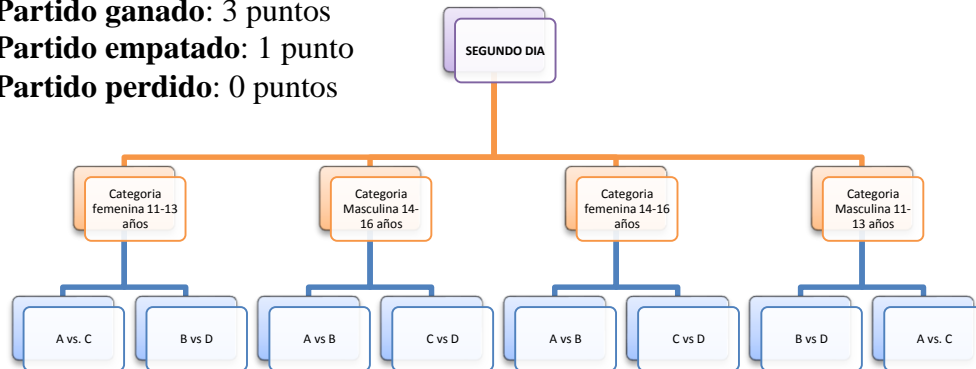 Partido ganado: 3 puntos
Partido empatado: 1 punto
Partido perdido: 0 puntos
SEGUNDO DIA
Categoria
femenina 11-13
años
Categoria
Masculina 14-
16 años
Categoria
femenina 14-16
años
Categoria
Masculina 11-
13 años
A vs. C
B vs D
A vs B
C vs D
A vs B
C vs D
B vs D
A vs. C